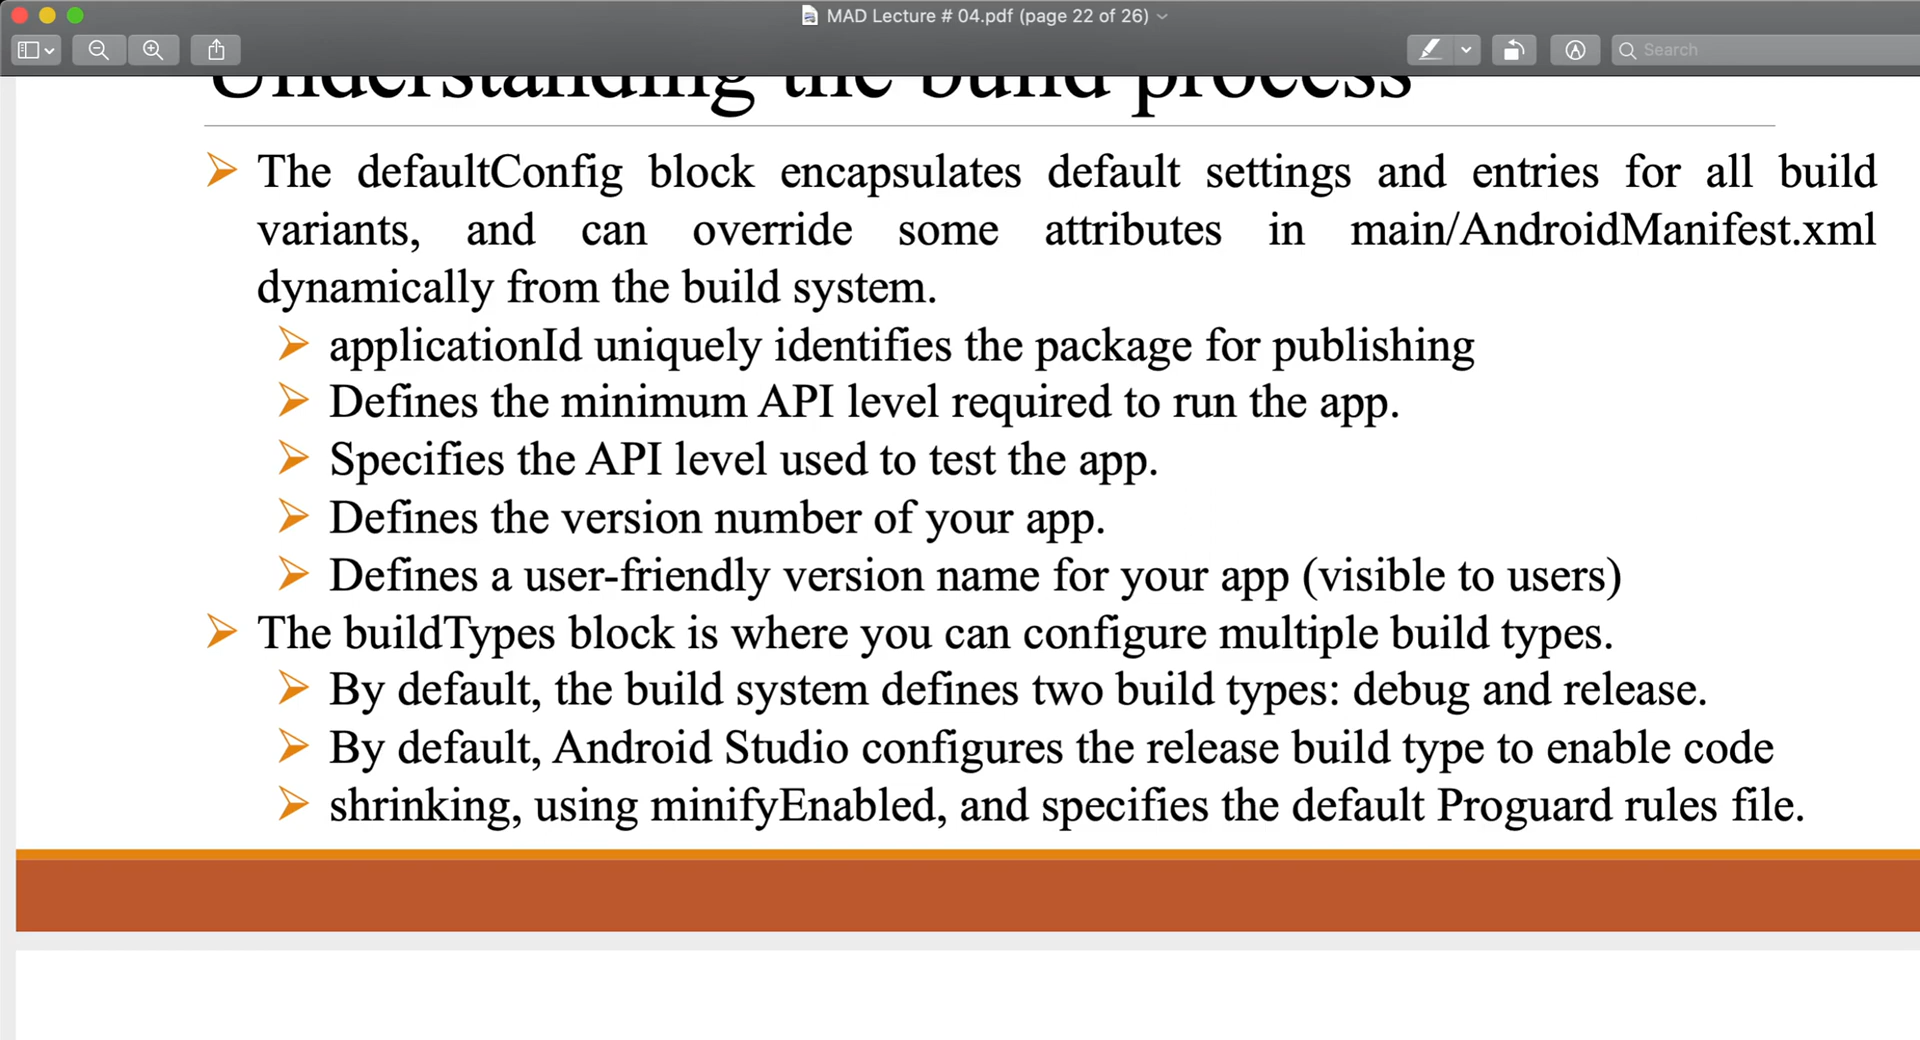 MAD Lecture # 04.pdf (page 22 of 26)
Search
Understanding the build process
The defaultConfig block encapsulates default settings and entries for all build
variants, and can override some attributes in main/AndroidManifest.xml
dynamically from the build system.
applicationId uniquely identifies the package for publishing
Defines the minimum API level required to run the app.
Specifies the API level used to test the app.
Defines the version number of your app.
Defines a user-friendly version name for your app (visible to users)
The buildTypes block is where you can configure multiple build types.
By default, the build system defines two build types: debug and release.
By default, Android Studio configures the release build type to enable code
shrinking, using minifyEnabled, and specifies the default Proguard rules file.